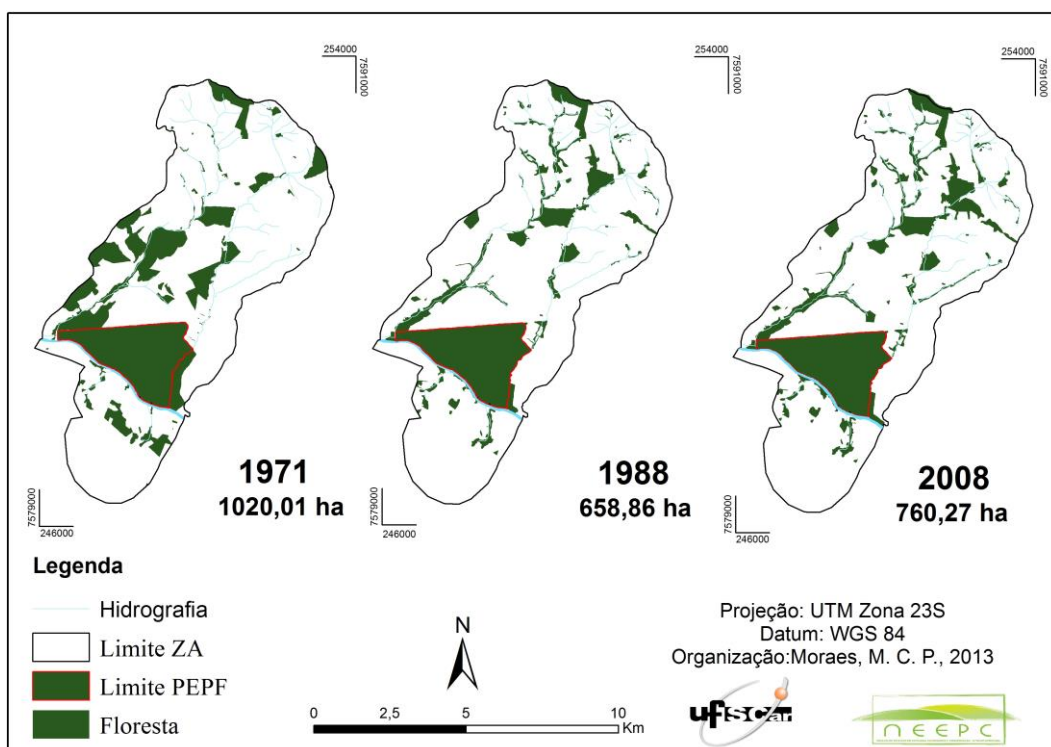 254000
7591000
254000
7591000
254000
7591000
1971
1020,01 ha
1988
658,86 ha
2008
760,27 ha
7579000
246000
7579000
246000
7579000
246000
Legenda
Hidrografia
Limite ZA
Limite PEPF
Floresta
N
0 2,5 5 10
Km
Projeção: UTM Zona 23S
Datum: WGS 84
Organização:Moraes, M. C. P., 2013
ufscar
NEEPC